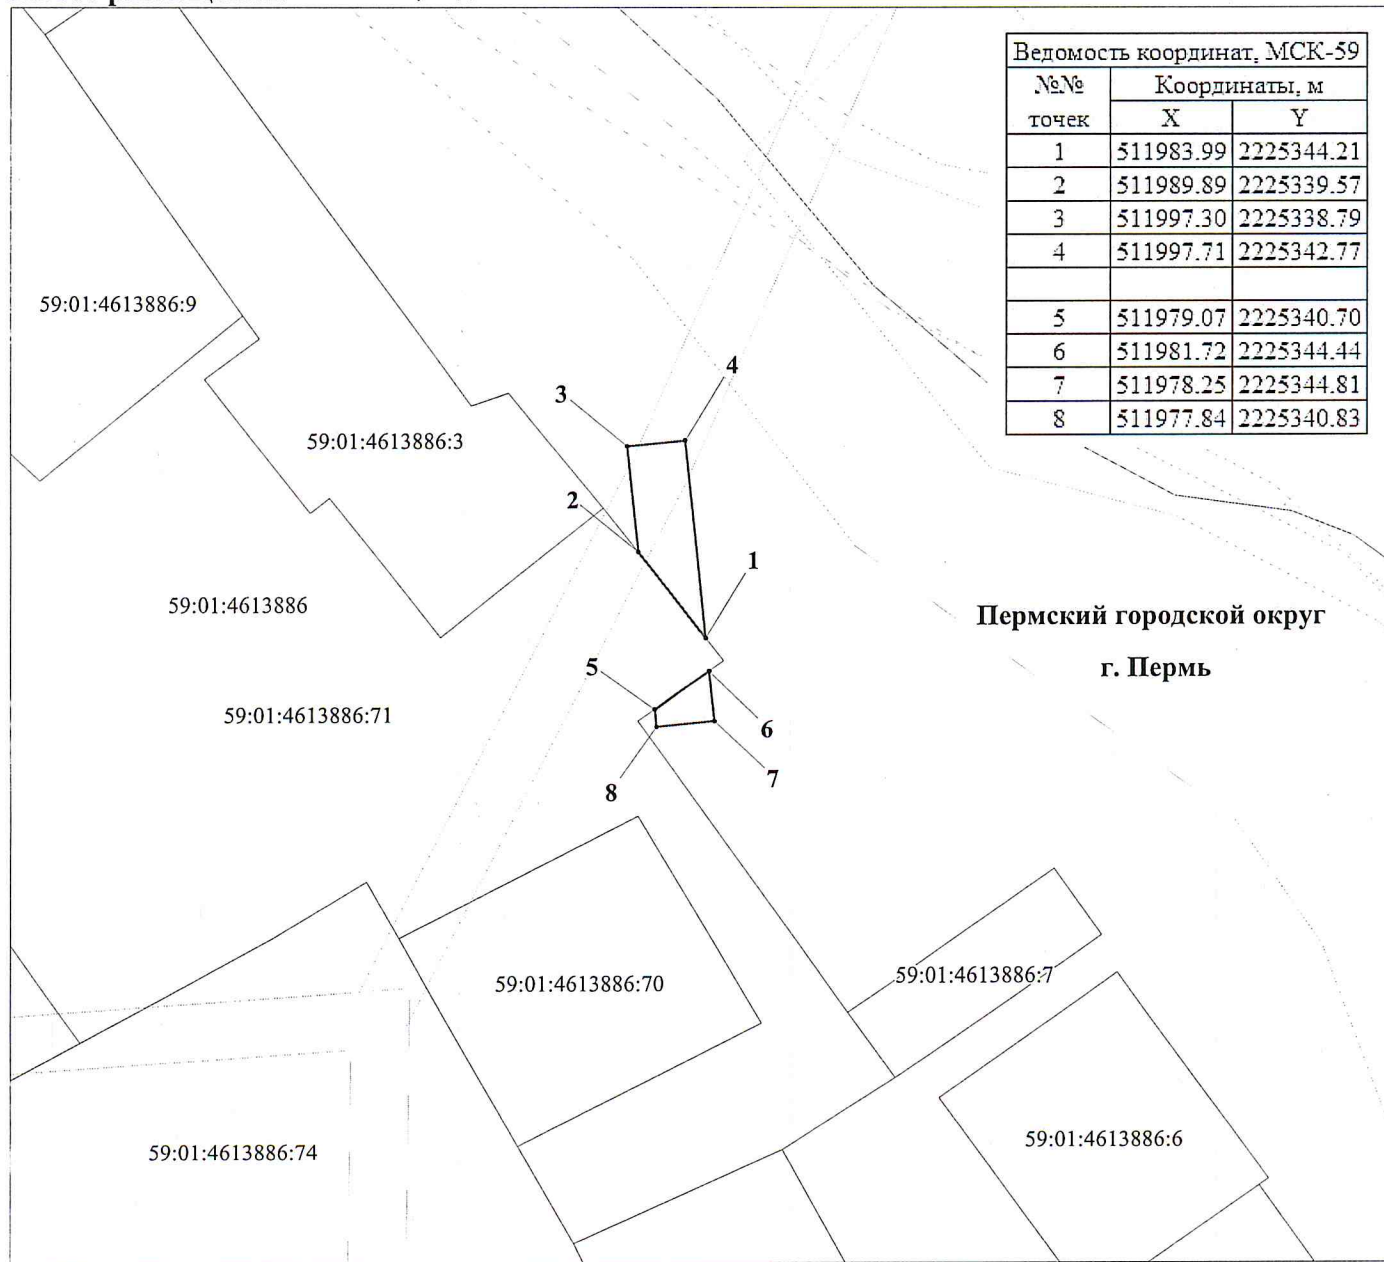 Ведомость координат, МСК-59
№№ точек Координаты, м
X Y
1 511983.99 2225344.21
2 511989.89 2225339.57
3 511997.30 2225338.79
4 511997.71 2225342.77
5 511979.07 2225340.70
6 511981.72 2225344.44
7 511978.25 2225344.81
8 511977.84 2225340.83
59:01:4613886:9
4
3
59:01:4613886:3
2
1
59:01:4613886
Пермский городской округ
г. Пермь
5
59:01:4613886:71
6
7
8
59:01:4613886:7
59:01:4613886:70
59:01:4613886:6
59:01:4613886:74